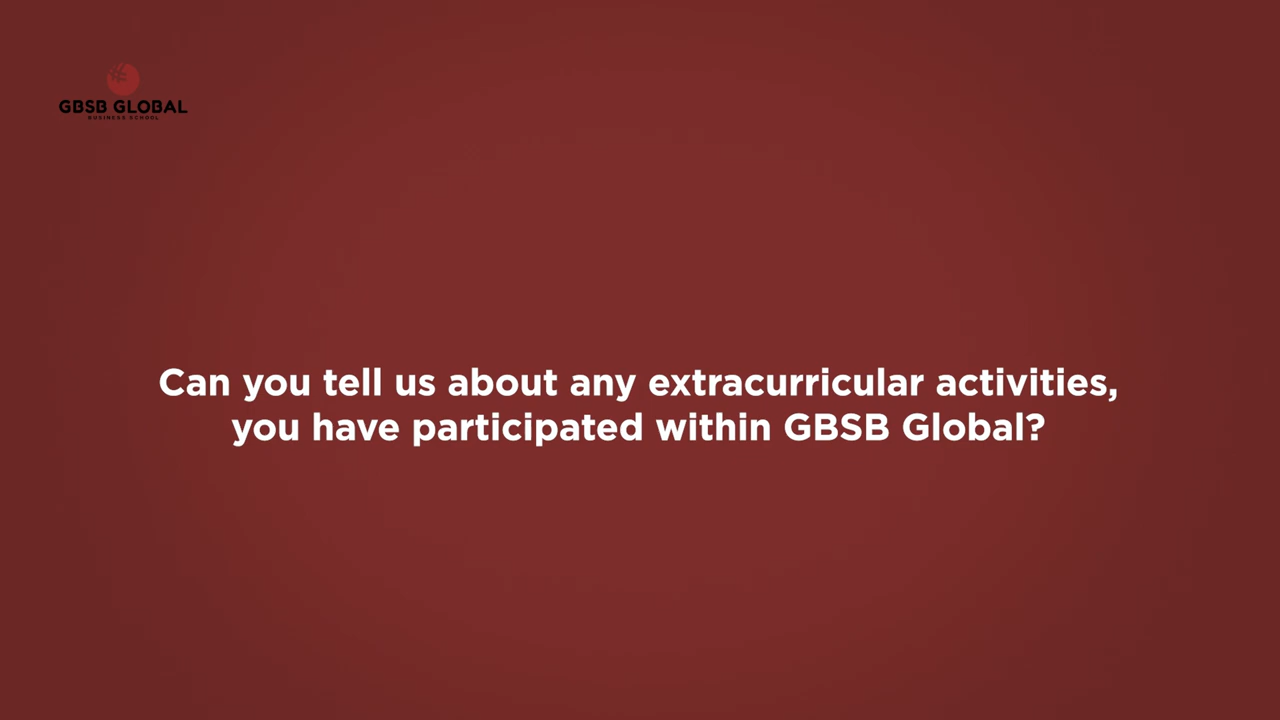 GBSB GLOBAL
BUSINESS SCHOOL
Can you tell us about any extracurricular activities,
you have participated within GBSB Global?